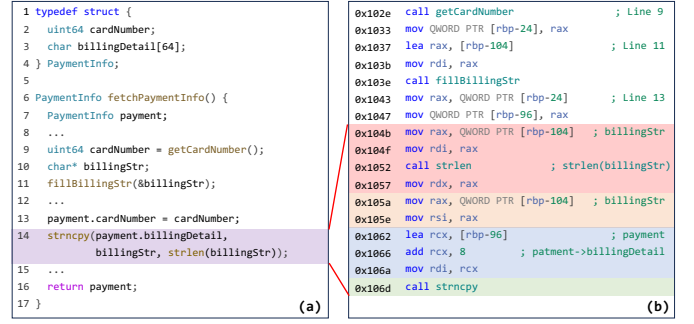 1 typedef struct {
2 uint64 cardNumber;
3 char billingDetail[64];
4 } PaymentInfo;
5
6 PaymentInfo fetchPaymentInfo() {
7 PaymentInfo payment;
8 ...
9 uint64 cardNumber = getCardNumber();
10 char* billingStr;
11 fillBillingStr(&billingStr);
12 ...
13 payment.cardNumber = cardNumber;
14 strncpy(payment.billingDetail,
billingStr, strlen(billingStr));
15 ...
16 return payment;
17 }
(a)
0x102e call getCardNumber ; Line 9
0x1033 mov QWORD PTR [rbp-24], rax
0x1037 lea rax, [rbp-104] ; Line 11
0x103b mov rdi, rax
0x103e call fillBillingStr
0x1043 mov rax, QWORD PTR [rbp-24] ; Line 13
0x1047 mov QWORD PTR [rbp-96], rax
0x104b mov rax, QWORD PTR [rbp-104] ; billingStr
0x104f mov rdi, rax
0x1052 call strlen ; strlen(billingStr)
0x1057 mov rdx, rax
0x105a mov rax, QWORD PTR [rbp-104] ; billingStr
0x105e mov rsi, rax
0x1062 lea rcx, [rbp-96] ; payment
0x1066 add rcx, 8 ; patment->billingDetail
0x106a mov rdi, rcx
0x106d call strncpy
(b)